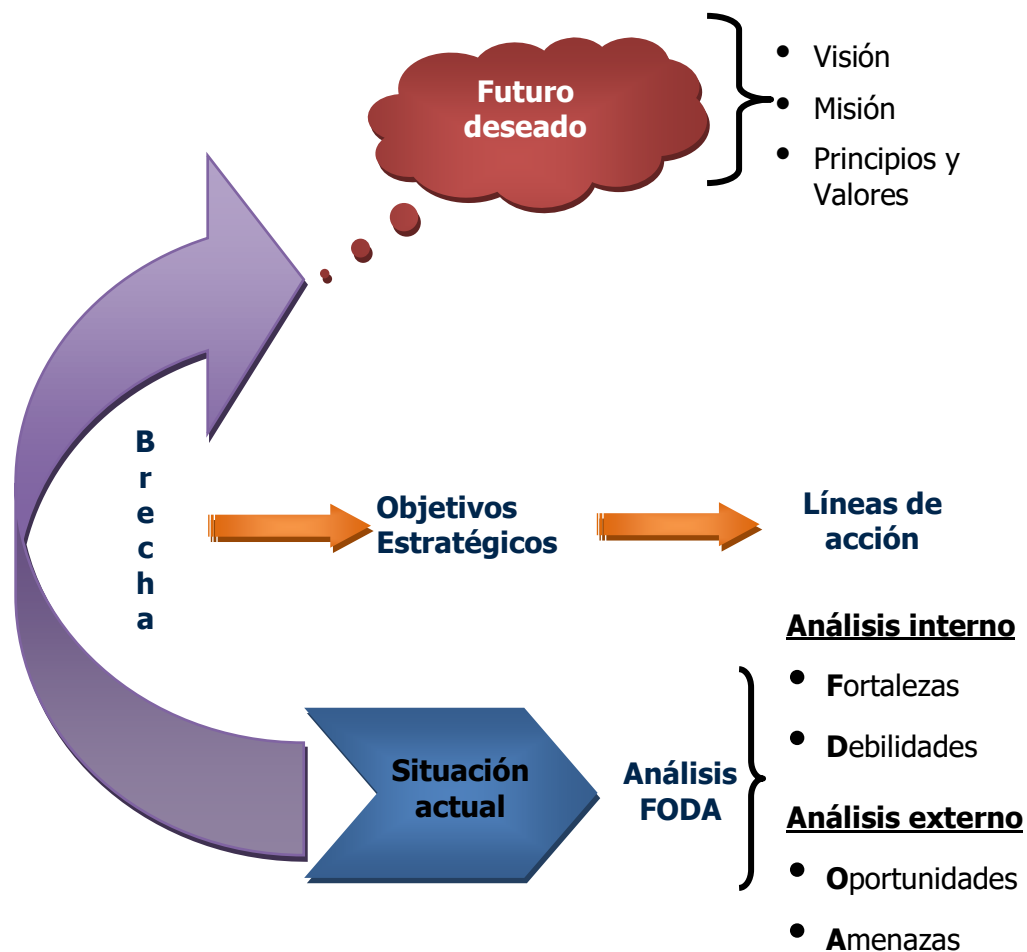 Futuro
deseado
• Visión
• Misión
• Principios y
Valores
B
r
e
c
h
a
Objetivos
Estratégicos
Líneas de
acción
Situación
actual
Análisis
FODA
Análisis interno
• Fortalezas
• Debilidades
Análisis externo
• Oportunidades
• Amenazas